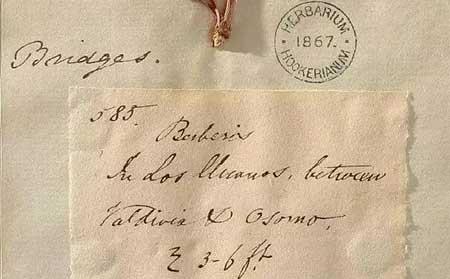 Bridges.
HERBARIUM
1867.
HOOKERIANUM
585.
Berberis
In Los Llanos, between
Valdivia & Osorno,
3-6 ft.